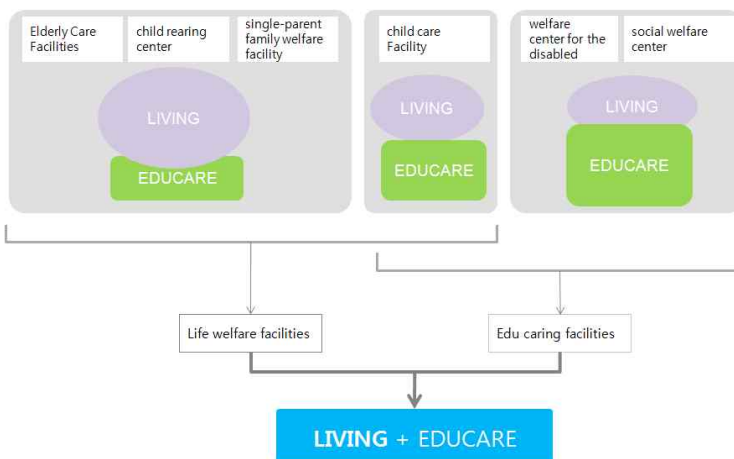 Elderly Care
Facilities
child rearing
center
single-parent
family welfare
facility
child care
Facility
welfare
center for the
disabled
social welfare
center
LIVING
EDUCARE
LIVING
EDUCARE
LIVING
EDUCARE
Life welfare facilities
Edu caring facilities
LIVING + EDUCARE